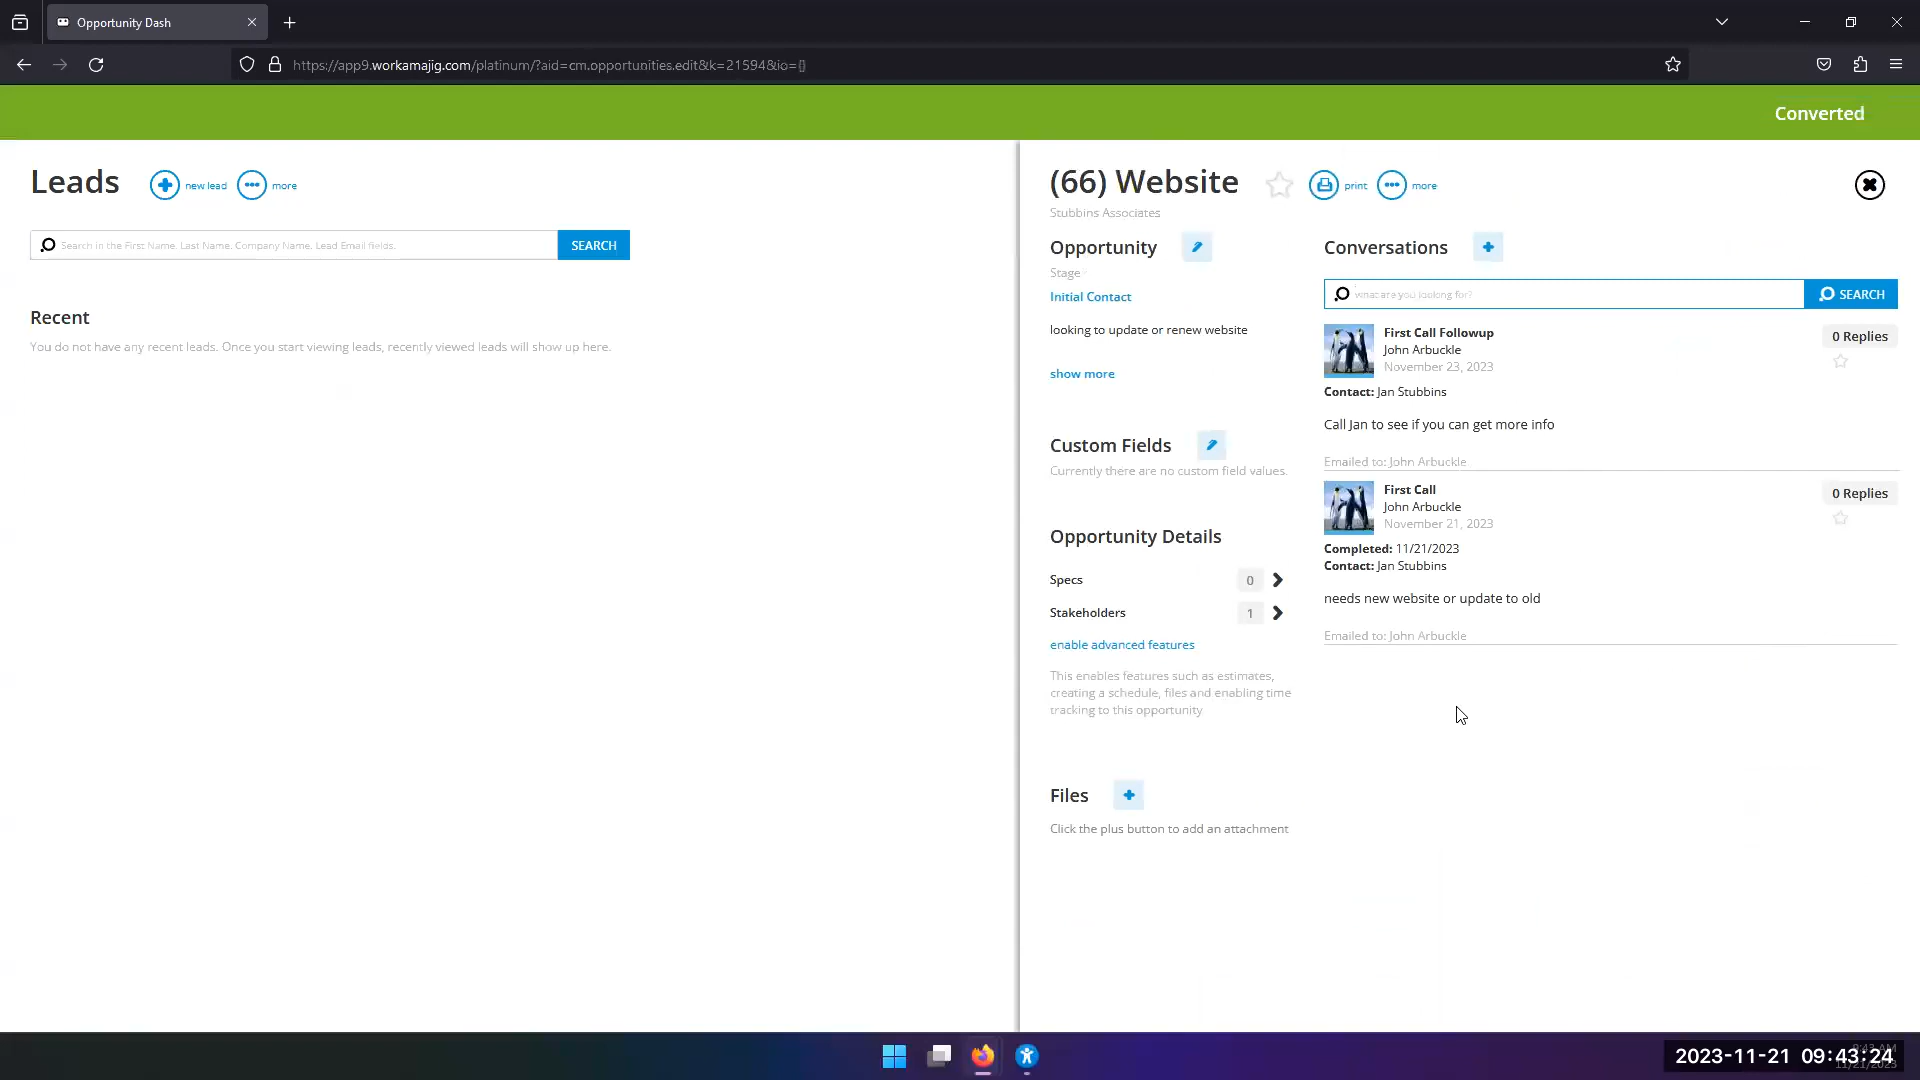 Opportunity Dash
https://app9.workamajig.com/platinum/?aid=cm.opportunities.edit&k=21594&io=[]
Converted
Leads
new lead
more
Search in the First Name, Last Name, Company Name, Lead Email fields.
SEARCH
Recent
You do not have any recent leads. Once you start viewing leads, recently viewed leads will show up here.
(66) Website
print
more
Stubbins Associates
Opportunity
Stage
Initial Contact
looking to update or renew website
show more
Custom Fields
Currently there are no custom field values.
Opportunity Details
Specs
0
Stakeholders
1
enable advanced features
This enables features such as estimates,
creating a schedule, files and enabling time
tracking to this opportunity
Files
Click the plus button to add an attachment
Conversations
what are you looking for?
SEARCH
First Call Followup
0 Replies
John Arbuckle
November 23, 2023
Contact: Jan Stubbins
Call Jan to see if you can get more info
Emailed to: John Arbuckle
First Call
0 Replies
John Arbuckle
November 21, 2023
Completed: 11/21/2023
Contact: Jan Stubbins
needs new website or update to old
Emailed to: John Arbuckle
2023-11-21 09:43:24